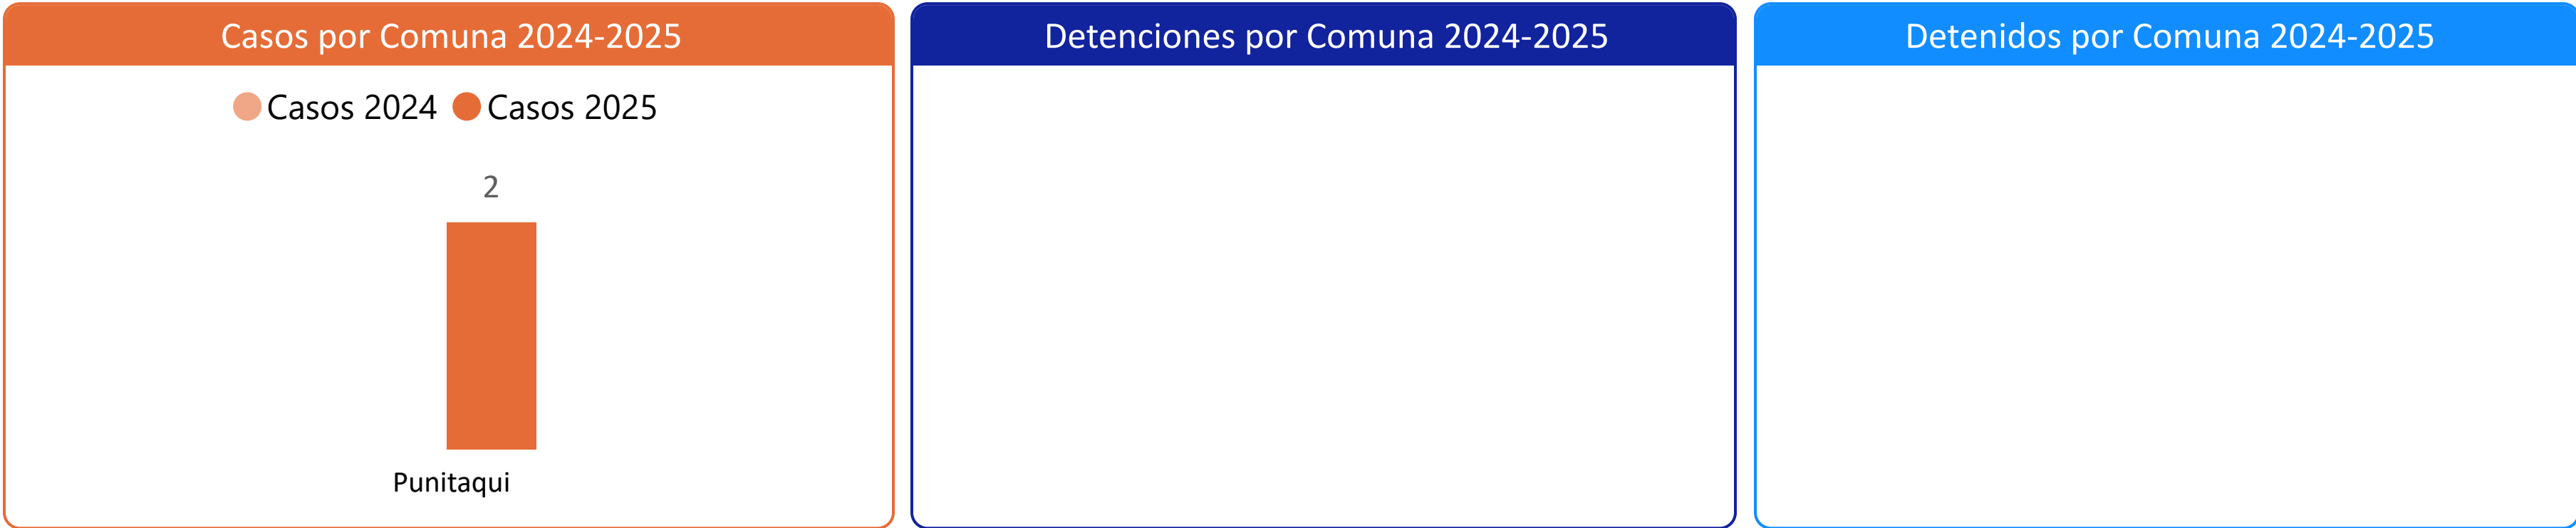 Casos por Comuna 2024-2025
Casos 2024 Casos 2025
2
Punitaqui
Detenciones por Comuna 2024-2025
Detenidos por Comuna 2024-2025